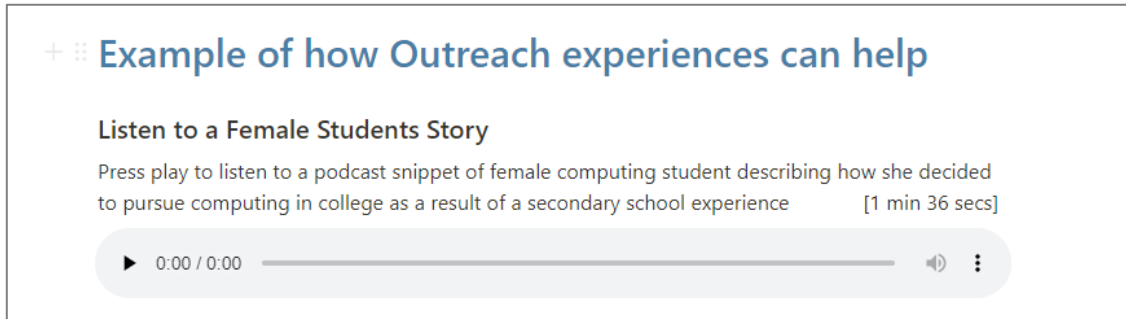 Example of how Outreach experiences can help
Listen to a Female Students Story
Press play to listen to a podcast snippet of female computing student describing how she decided
to pursue computing in college as a result of a secondary school experience [1 min 36 secs]
0:00 / 0:00